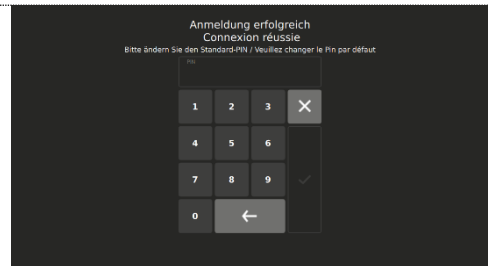 Anmeldung erfolgreich
Connexion réussie
Bitte ändern Sie den Standard-PIN / Veuillez changer le Pin par défaut
PIN
1 2 3
4 5 6
7 8 9
0